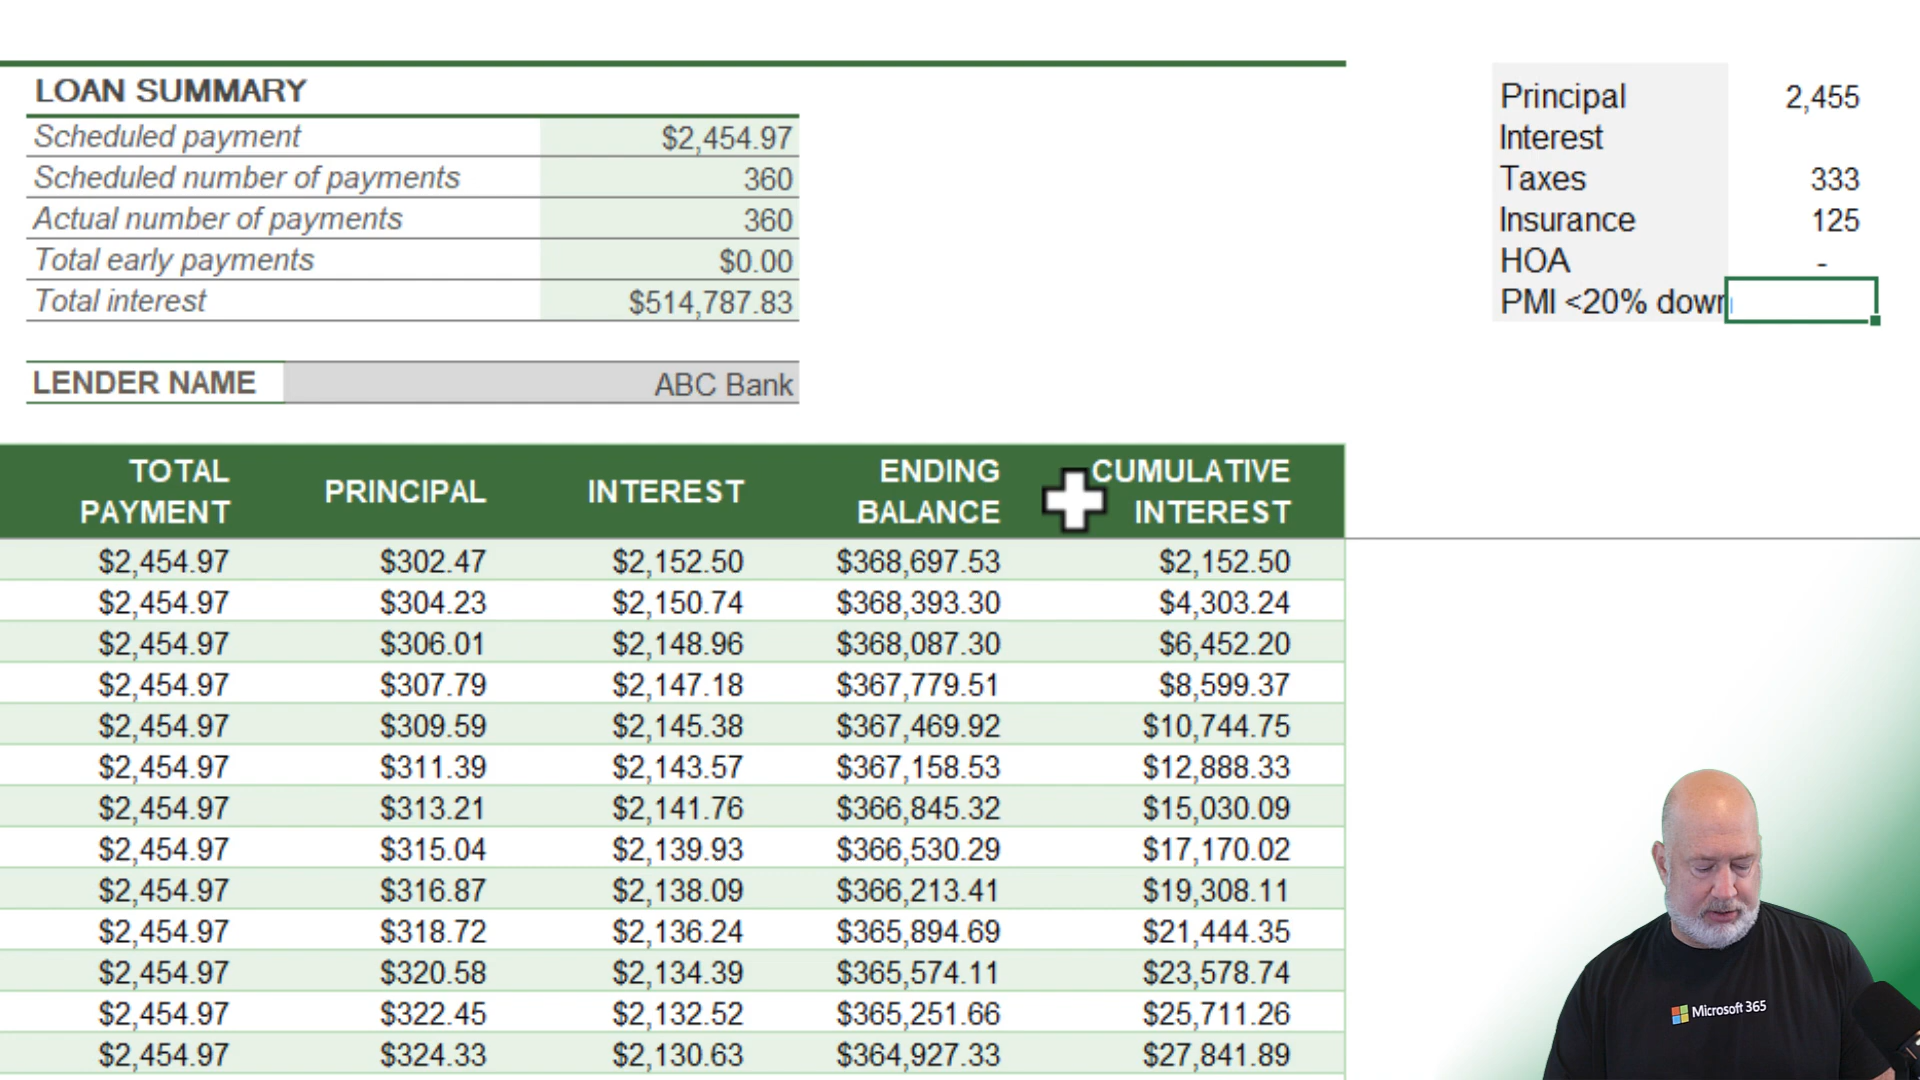 LOAN SUMMARY
Scheduled payment $2,454.97
Scheduled number of payments 360
Actual number of payments 360
Total early payments $0.00
Total interest $514,787.83
LENDER NAME ABC Bank
Principal 2,455
Interest
Taxes 333
Insurance 125
HOA -
PMI <20% down
TOTAL PAYMENT PRINCIPAL INTEREST ENDING BALANCE CUMULATIVE INTEREST
$2,454.97 $302.47 $2,152.50 $368,697.53 $2,152.50
$2,454.97 $304.23 $2,150.74 $368,393.30 $4,303.24
$2,454.97 $306.01 $2,148.96 $368,087.30 $6,452.20
$2,454.97 $307.79 $2,147.18 $367,779.51 $8,599.37
$2,454.97 $309.59 $2,145.38 $367,469.92 $10,744.75
$2,454.97 $311.39 $2,143.57 $367,158.53 $12,888.33
$2,454.97 $313.21 $2,141.76 $366,845.32 $15,030.09
$2,454.97 $315.04 $2,139.93 $366,530.29 $17,170.02
$2,454.97 $316.87 $2,138.09 $366,213.41 $19,308.11
$2,454.97 $318.72 $2,136.24 $365,894.69 $21,444.35
$2,454.97 $320.58 $2,134.39 $365,574.11 $23,578.74
$2,454.97 $322.45 $2,132.52 $365,251.66 $25,711.26
$2,454.97 $324.33 $2,130.63 $364,927.33 $27,841.89
Microsoft 365